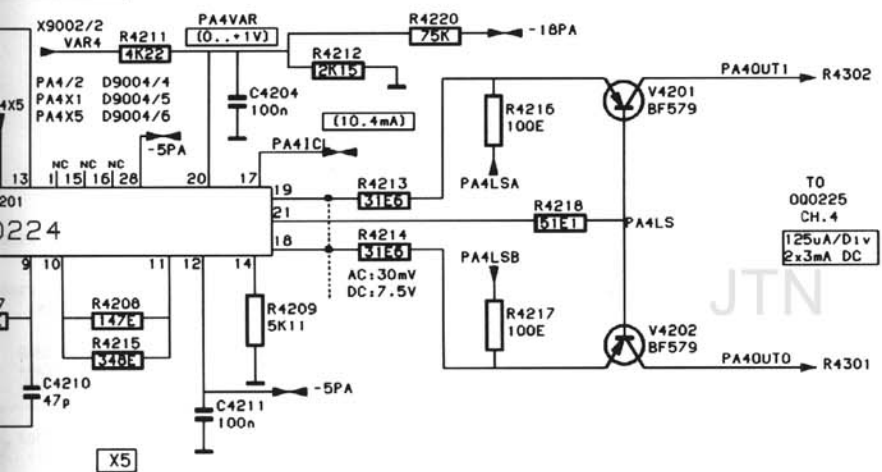 X9002/2
VAR4
R4211
4K22
PA4VAR
(0..+1V)
R4220
75K
-18PA
R4212
2K15
C4204
100n
PA4/2 D9004/4
PA4X1 D9004/5
PA4X5 D9004/6
4X5
-5PA
(10.4mA)
PA4IC
NC NC NC
13
1
15
16
28
20
17
201
0224
19
21
18
R4213
31E6
R4214
31E6
AC:30mV
DC:7.5V
R4216
100E
PA4LSA
R4218
51E1
PA4LS
PA4LSB
R4217
100E
V4201
BF579
PA4OUT1
R4302
TO
OQ0225
CH.4
125uA/Div
2x3mA DC
JTN
V4202
BF579
PA4OUT0
R4301
9
10
11
12
14
R4208
147E
R4215
348E
R4209
5K11
C4210
47p
-5PA
C4211
100n
X5